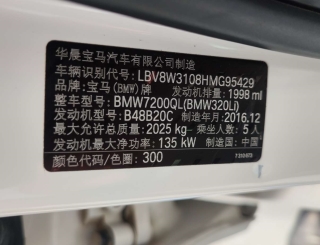 华晨宝马汽车有限公司制造
车辆识别代号:LBV8W3108HMG95429
品牌:宝马(BMW)牌 发动机排量:1998 ml
整车型号:BMW7200QL(BMW320Li)
发动机型号:B48B20C 制造年月:2016.12
最大允许总质量:2025 kg 乘坐人数:5 人
发动机最大净功率:135 kW 制造国:中国
颜色代码/色圈:300